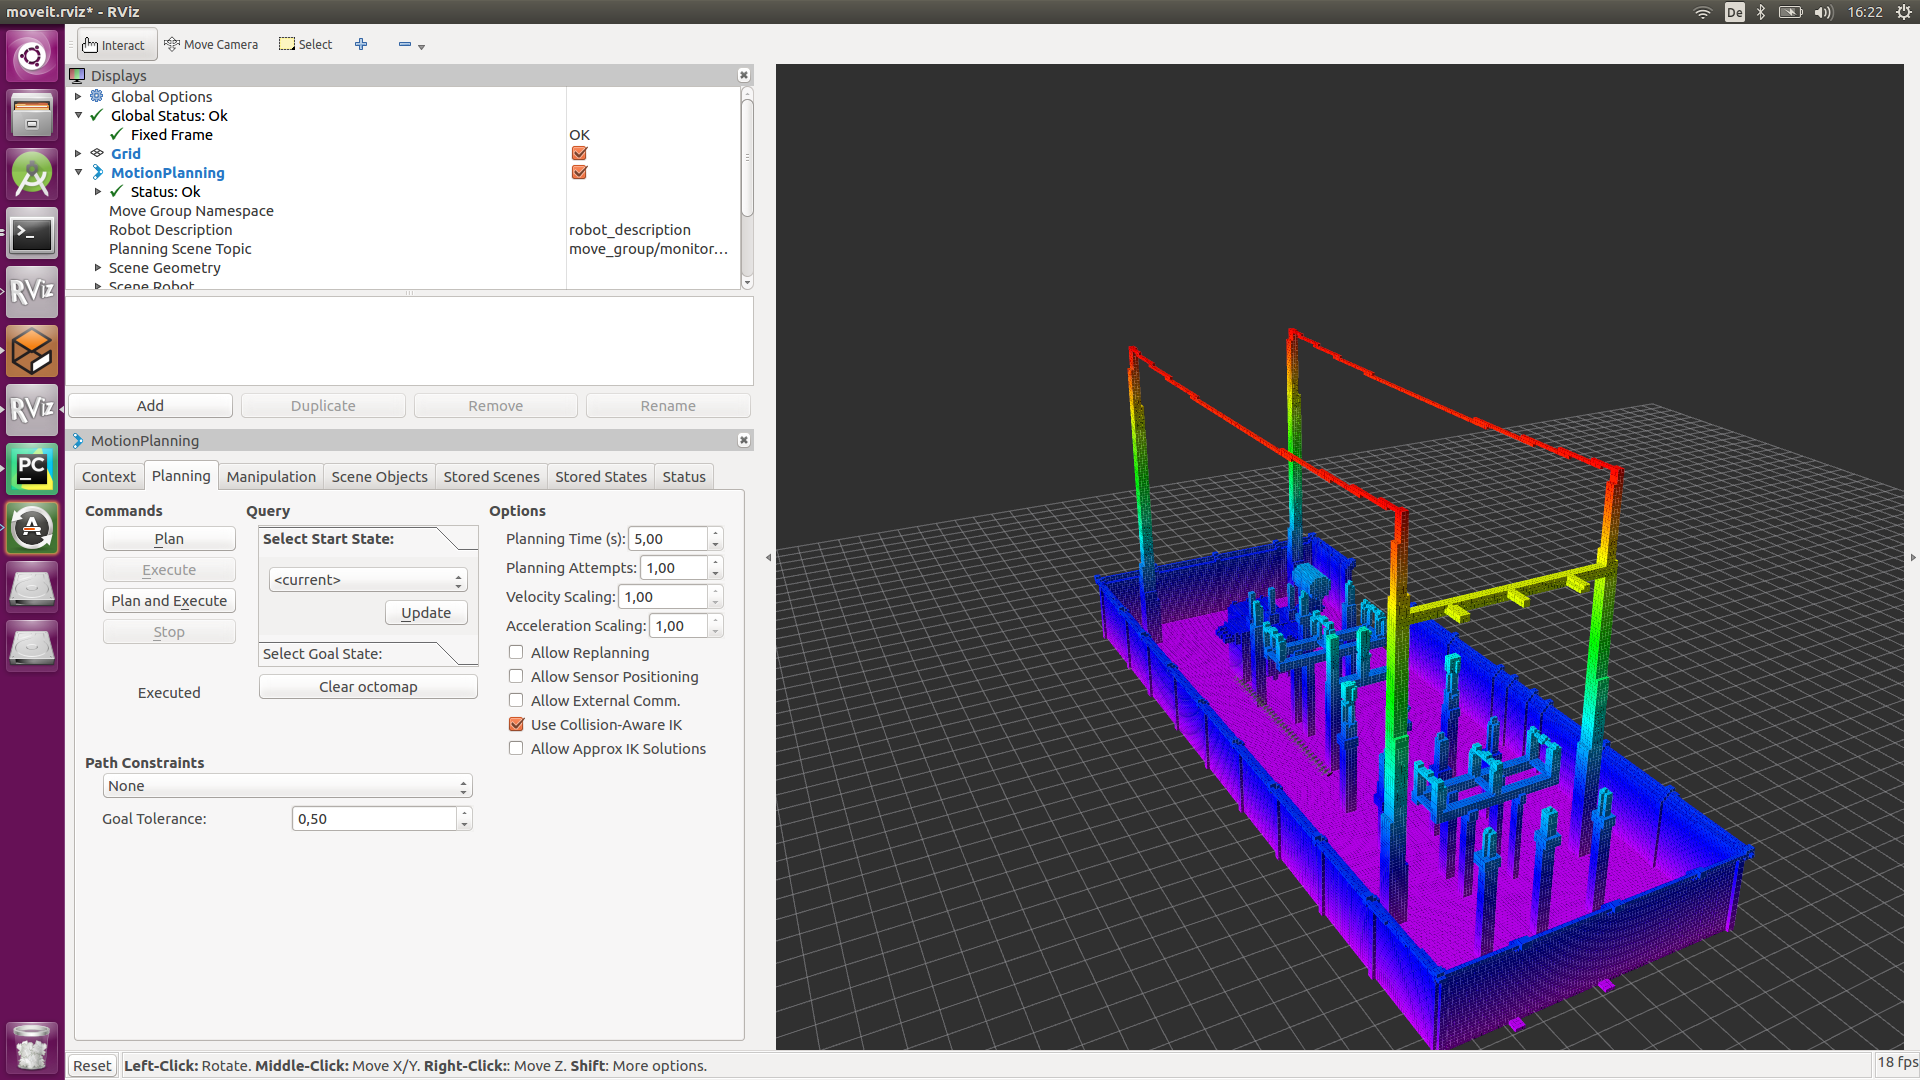 moveit.rviz* - RViz
De
16:22
Interact
Move Camera
Select
Displays
Global Options
Global Status: Ok
Fixed Frame
OK
Grid
MotionPlanning
Status: Ok
Move Group Namespace
Robot Description
robot_description
Planning Scene Topic
move_group/monitor...
Scene Geometry
Scene Robot
Add
Duplicate
Remove
Rename
MotionPlanning
Context
Planning
Manipulation
Scene Objects
Stored Scenes
Stored States
Status
Commands
Query
Options
Plan
Select Start State:
Planning Time (s):
5,00
Execute
<current>
Planning Attempts:
1,00
Plan and Execute
Update
Velocity Scaling:
1,00
Stop
Acceleration Scaling:
1,00
Select Goal State:
Allow Replanning
Clear octomap
Allow Sensor Positioning
Executed
Allow External Comm.
Use Collision-Aware IK
Allow Approx IK Solutions
Path Constraints
None
Goal Tolerance:
0,50
RViz
RViz
PC
A
Reset
Left-Click: Rotate. Middle-Click: Move X/Y. Right-Click:: Move Z. Shift: More options.
18 fps